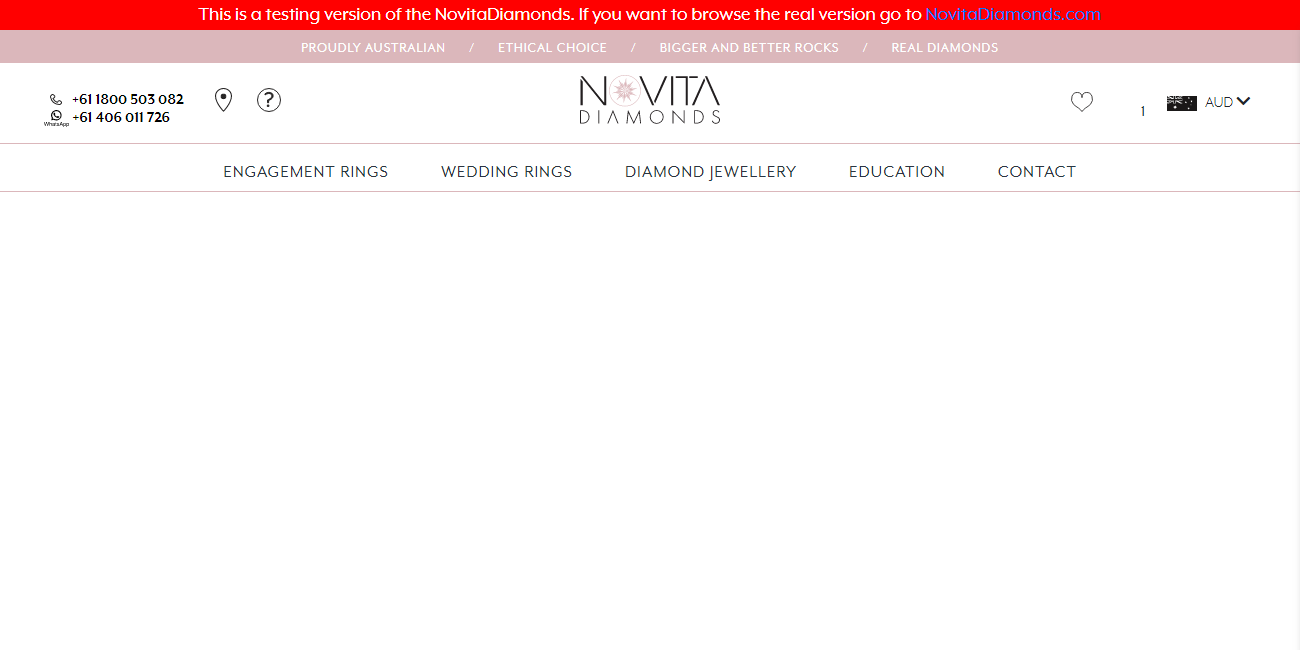 This is a testing version of the NovitaDiamonds. If you want to browse the real version go to NovitaDiamonds.com
PROUDLY AUSTRALIAN / ETHICAL CHOICE / BIGGER AND BETTER ROCKS / REAL DIAMONDS
+61 1800 503 082
WhatsApp +61 406 011 726
?
NOVITA
DIAMONDS
1
AUD
ENGAGEMENT RINGS WEDDING RINGS DIAMOND JEWELLERY EDUCATION CONTACT